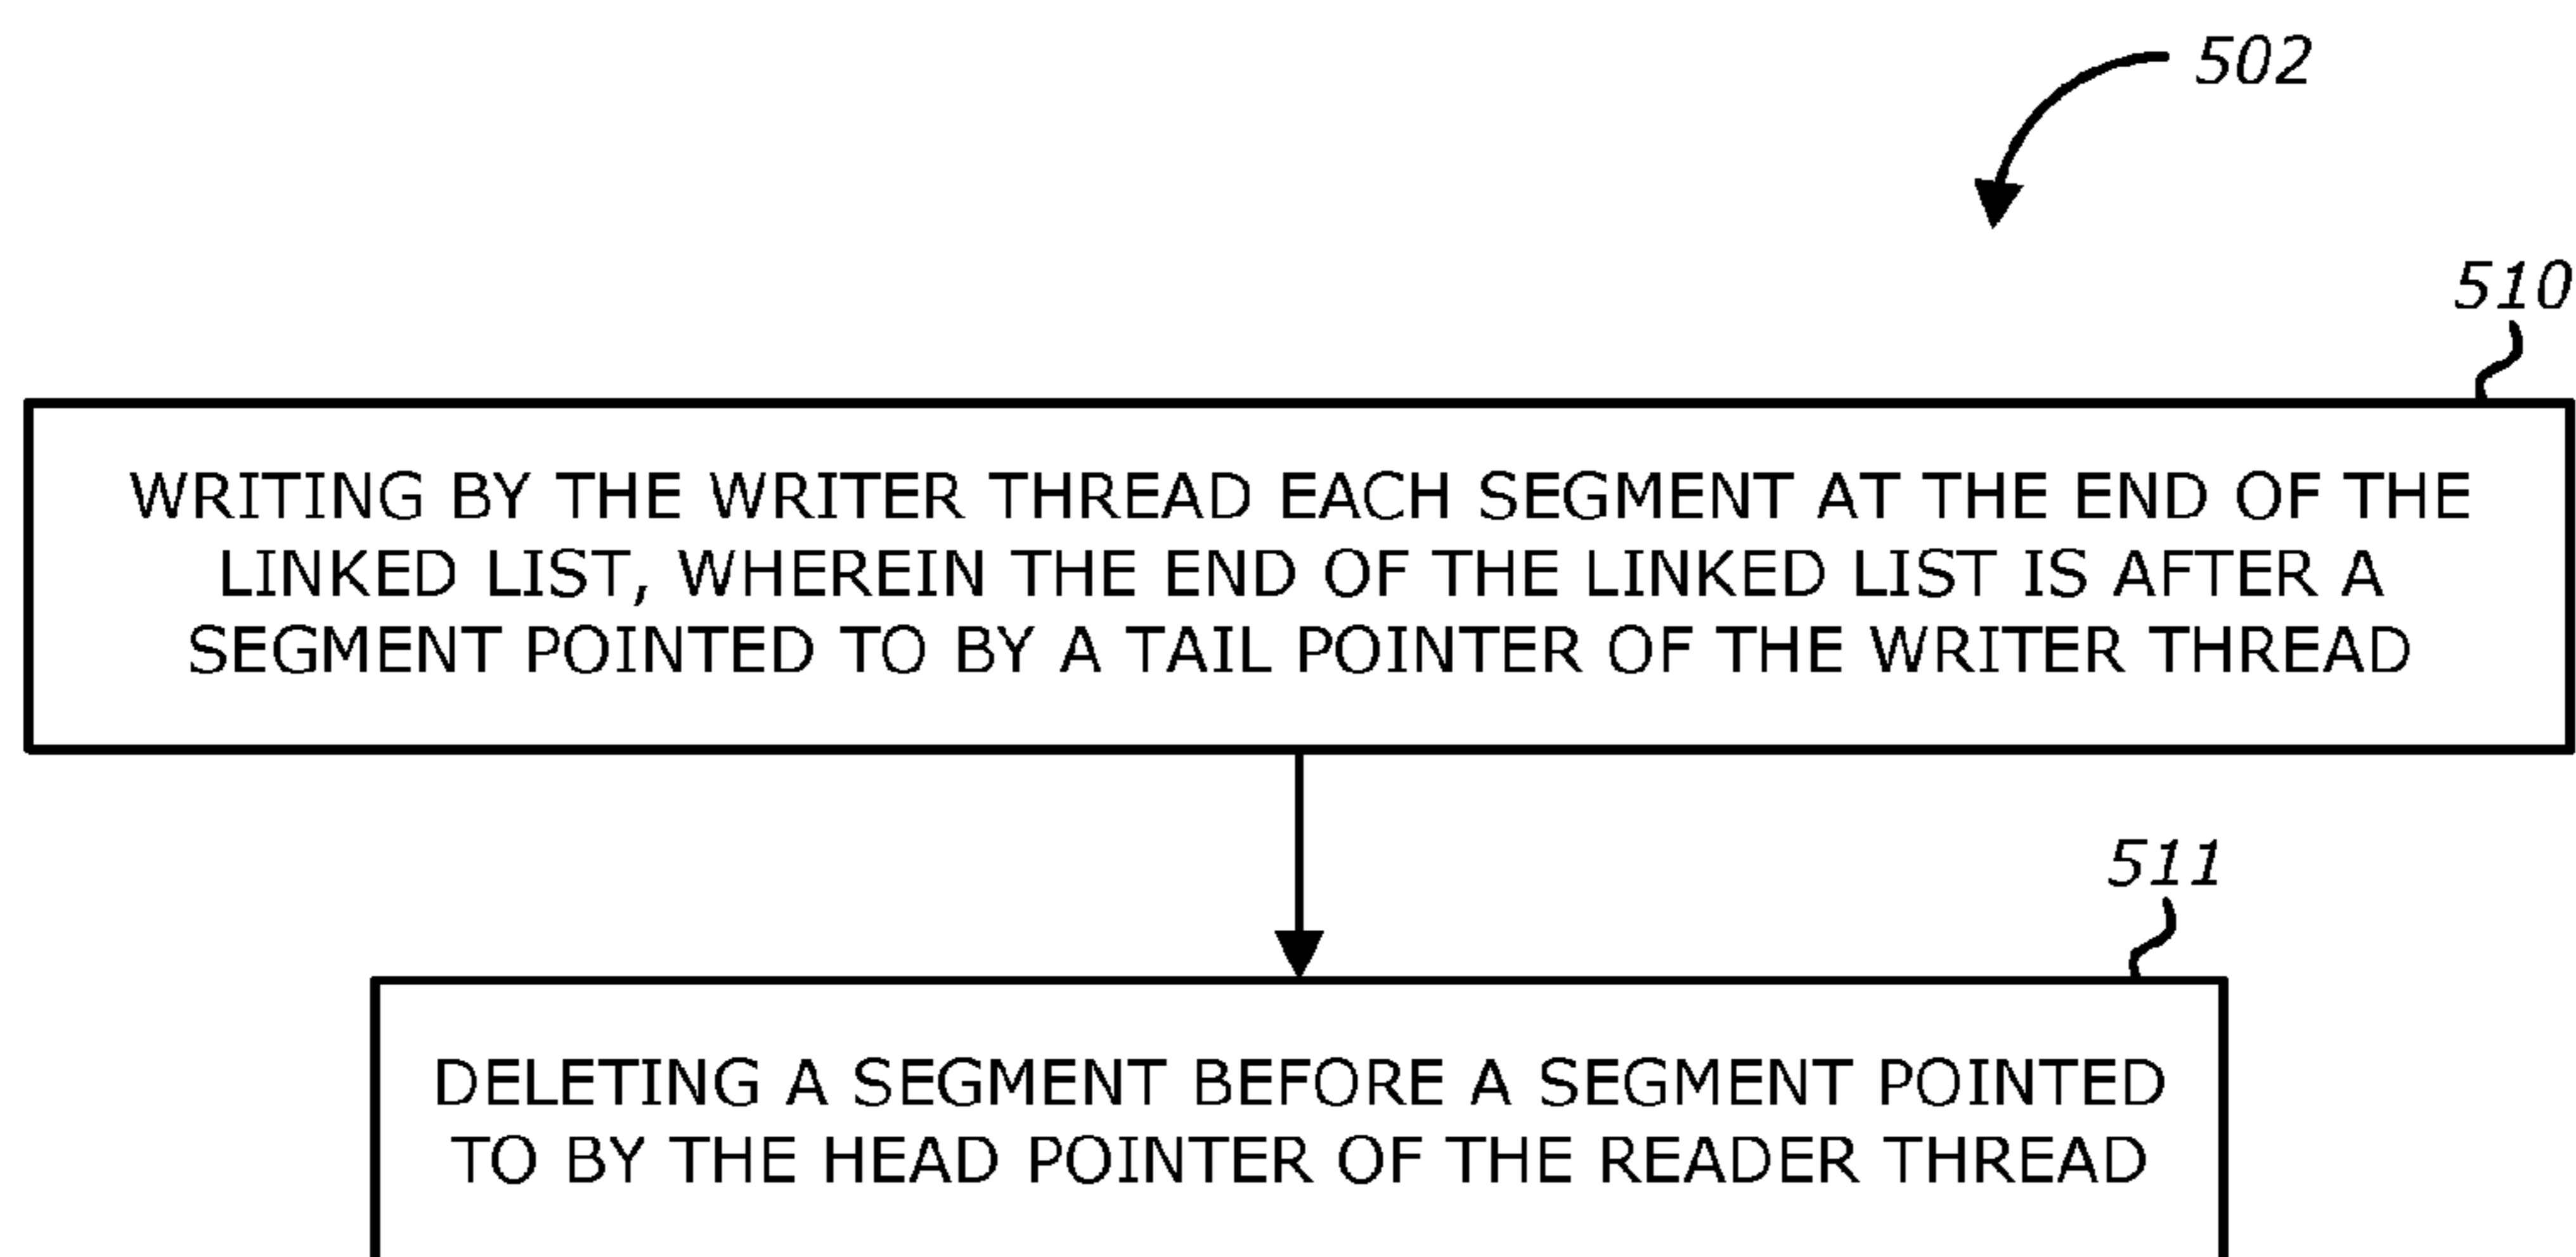 502
510
WRITING BY THE WRITER THREAD EACH SEGMENT AT THE END OF THE
LINKED LIST, WHEREIN THE END OF THE LINKED LIST IS AFTER A
SEGMENT POINTED TO BY A TAIL POINTER OF THE WRITER THREAD
511
DELETING A SEGMENT BEFORE A SEGMENT POINTED
TO BY THE HEAD POINTER OF THE READER THREAD